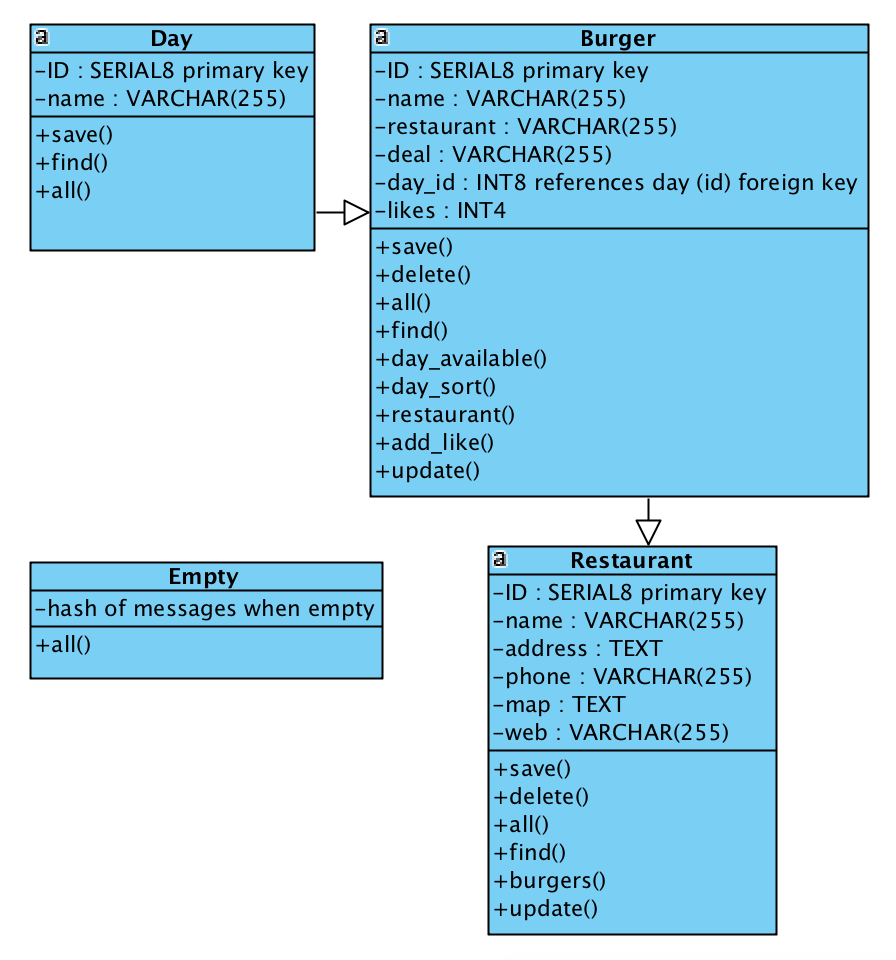 a Day
-ID : SERIAL8 primary key
-name : VARCHAR(255)
+save()
+find()
+all()
a Burger
-ID : SERIAL8 primary key
-name : VARCHAR(255)
-restaurant : VARCHAR(255)
-deal : VARCHAR(255)
-day_id : INT8 references day (id) foreign key
-likes : INT4
+save()
+delete()
+all()
+find()
+day_available()
+day_sort()
+restaurant()
+add_like()
+update()
Empty
-hash of messages when empty
+all()
a Restaurant
-ID : SERIAL8 primary key
-name : VARCHAR(255)
-address : TEXT
-phone : VARCHAR(255)
-map : TEXT
-web : VARCHAR(255)
+save()
+delete()
+all()
+find()
+burgers()
+update()